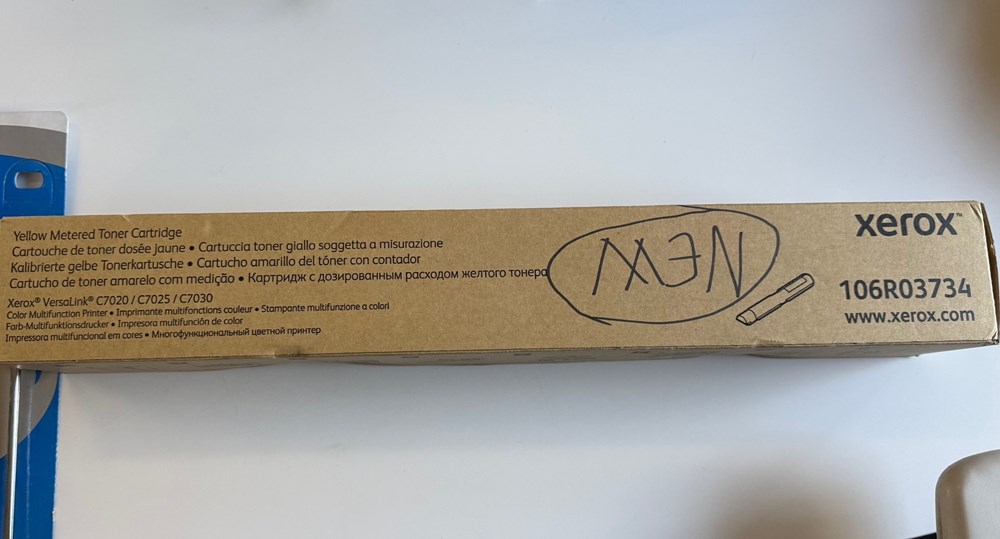 Yellow Metered Toner Cartridge
Cartouche de toner dosée jaune • Cartuccia toner giallo soggetta a misurazione
Kalibrierte gelbe Tonerkartusche • Cartucho amarillo del tóner con contador
Cartucho de toner amarelo com medição • Картридж с дозированным расходом желтого тонера
Xerox® VersaLink® C7020 / C7025 / C7030
Color Multifunction Printer • Imprimante multifonctions couleur • Stampante multifunzione a colori
Farb-Multifunktionsdrucker • Impresora multifunción de color
Impressora multifuncional em cores • Многофункциональный цветной принтер
NEW
xerox™
106R03734
www.xerox.com